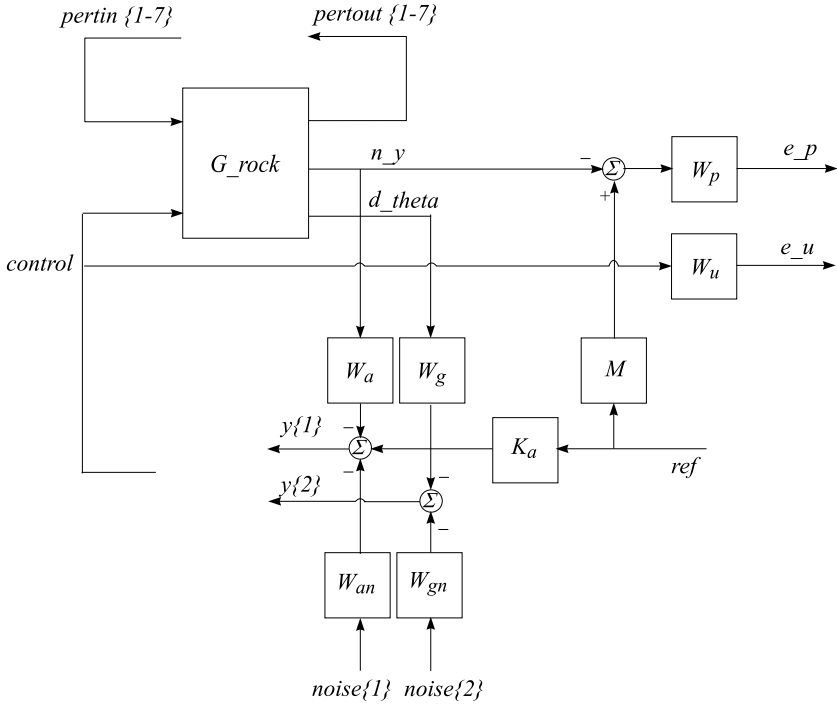 pertin {1-7}
pertout {1-7}
G_rock
n_y
−
Σ
W_p
e_p
+
d_theta
control
W_u
e_u
W_a
W_g
M
y{1}
−
Σ
K_a
ref
−
−
y{2}
Σ
−
W_an
W_gn
noise{1}
noise{2}